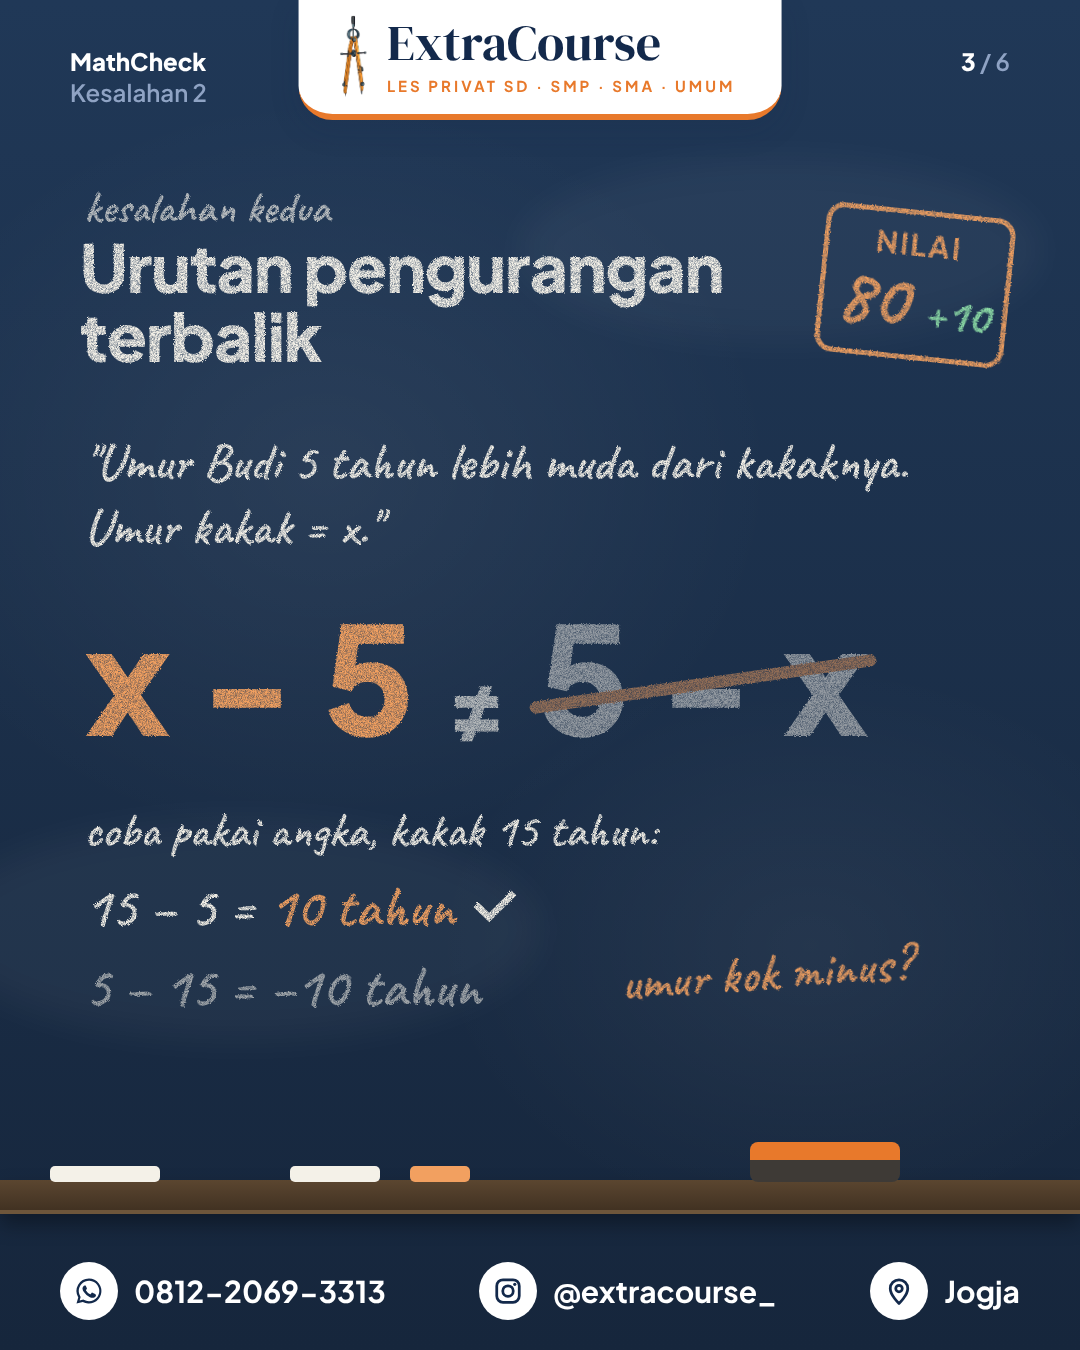 MathCheck
Kesalahan 2
ExtraCourse
LES PRIVAT SD · SMP · SMA · UMUM
3 / 6
kesalahan kedua
Urutan pengurangan
terbalik
NILAI
80 +10
"Umur Budi 5 tahun lebih muda dari kakaknya.
Umur kakak = x."
x – 5 ≠ 5 – x
coba pakai angka, kakak 15 tahun:
15 – 5 = 10 tahun ✓
5 – 15 = –10 tahun
umur kok minus?
0812-2069-3313
@extracourse_
Jogja